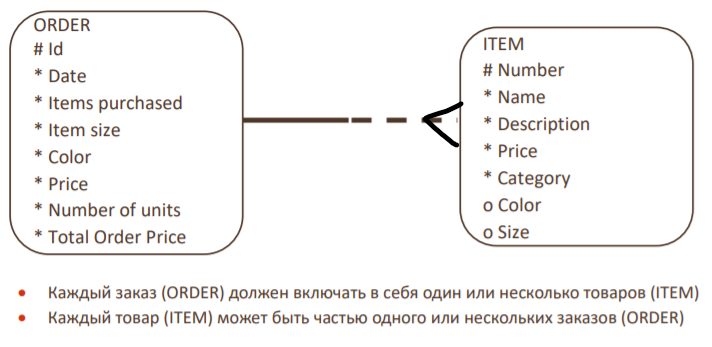 ORDER
# Id
* Date
* Items purchased
* Item size
* Color
* Price
* Number of units
* Total Order Price
ITEM
# Number
* Name
* Description
* Price
* Category
o Color
o Size
• Каждый заказ (ORDER) должен включать в себя один или несколько товаров (ITEM)
• Каждый товар (ITEM) может быть частью одного или нескольких заказов (ORDER)